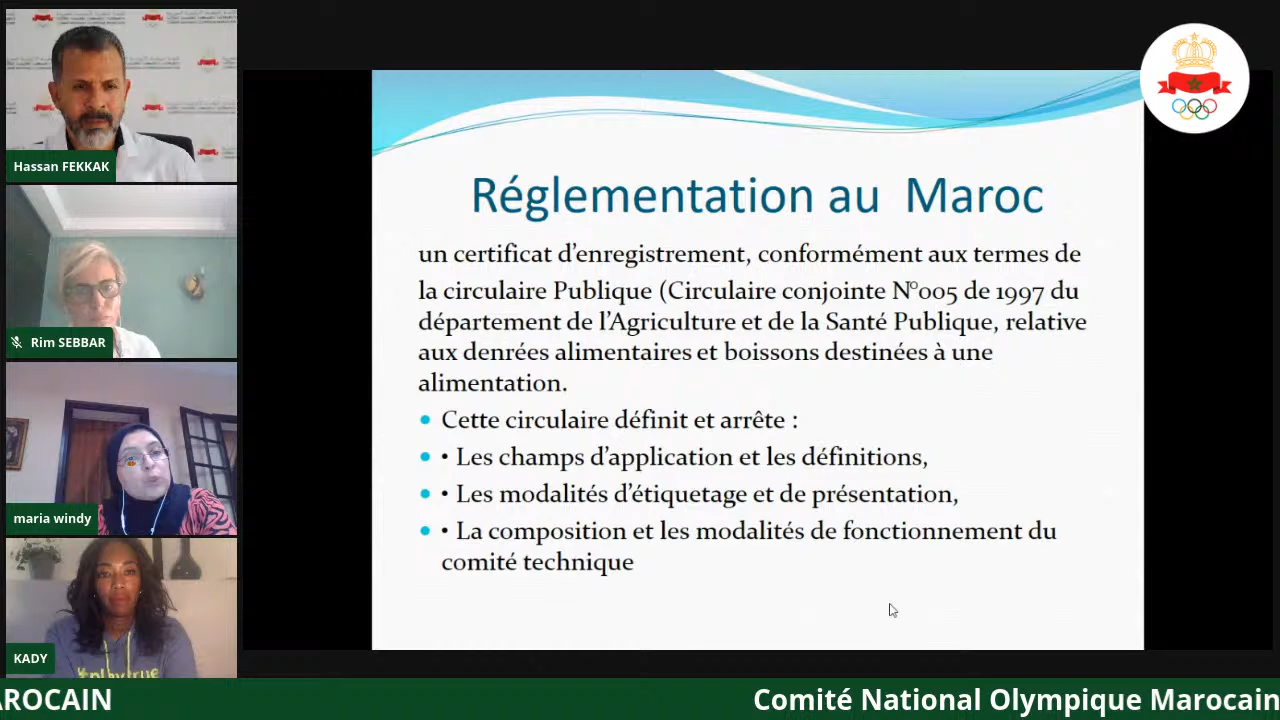 Hassan FEKKAK
Rim SEBBAR
maria windy
#playtrue
KADY
Réglementation au Maroc
un certificat d’enregistrement, conformément aux termes de
la circulaire Publique (Circulaire conjointe N°005 de 1997 du
département de l’Agriculture et de la Santé Publique, relative
aux denrées alimentaires et boissons destinées à une
alimentation.
Cette circulaire définit et arrête :
• Les champs d’application et les définitions,
• Les modalités d’étiquetage et de présentation,
• La composition et les modalités de fonctionnement du
comité technique
AROCAIN
Comité National Olympique Marocain